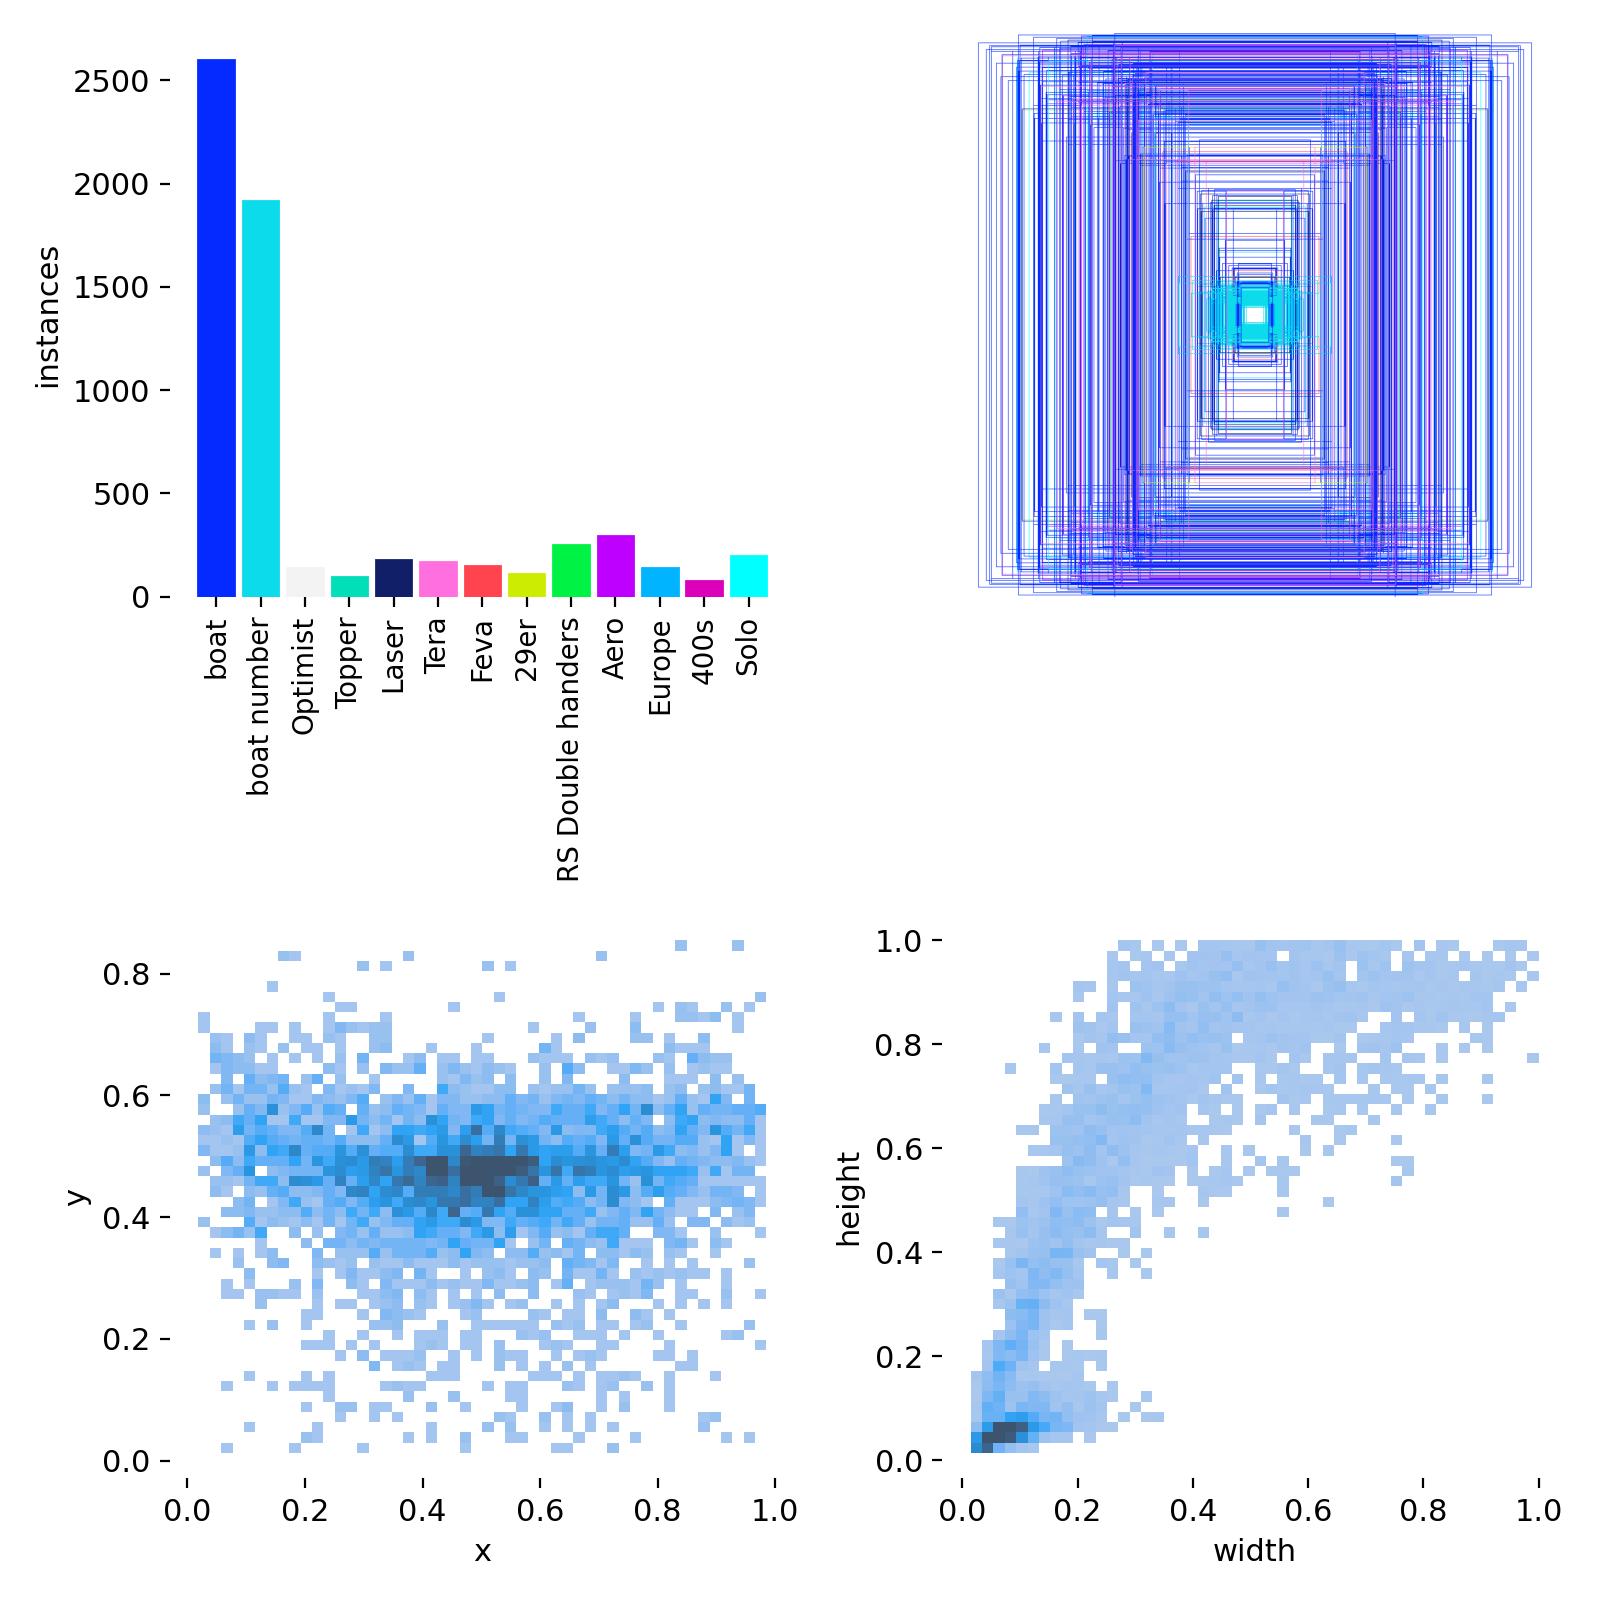 2500
2000
1500
1000
500
0
instances
boat
boat number
Optimist
Topper
Laser
Tera
Feva
29er
RS Double handers
Aero
Europe
400s
Solo
0.8
0.6
0.4
0.2
0.0
y
0.0 0.2 0.4 0.6 0.8 1.0
x
1.0
0.8
0.6
0.4
0.2
0.0
height
0.0 0.2 0.4 0.6 0.8 1.0
width